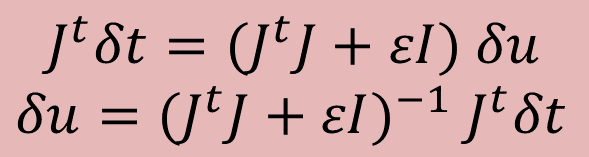 𝐽ᵗ𝛿𝑡 = (𝐽ᵗ𝐽 + 𝜀𝐼) 𝛿𝑢
𝛿𝑢 = (𝐽ᵗ𝐽 + 𝜀𝐼)⁻¹ 𝐽ᵗ𝛿𝑡